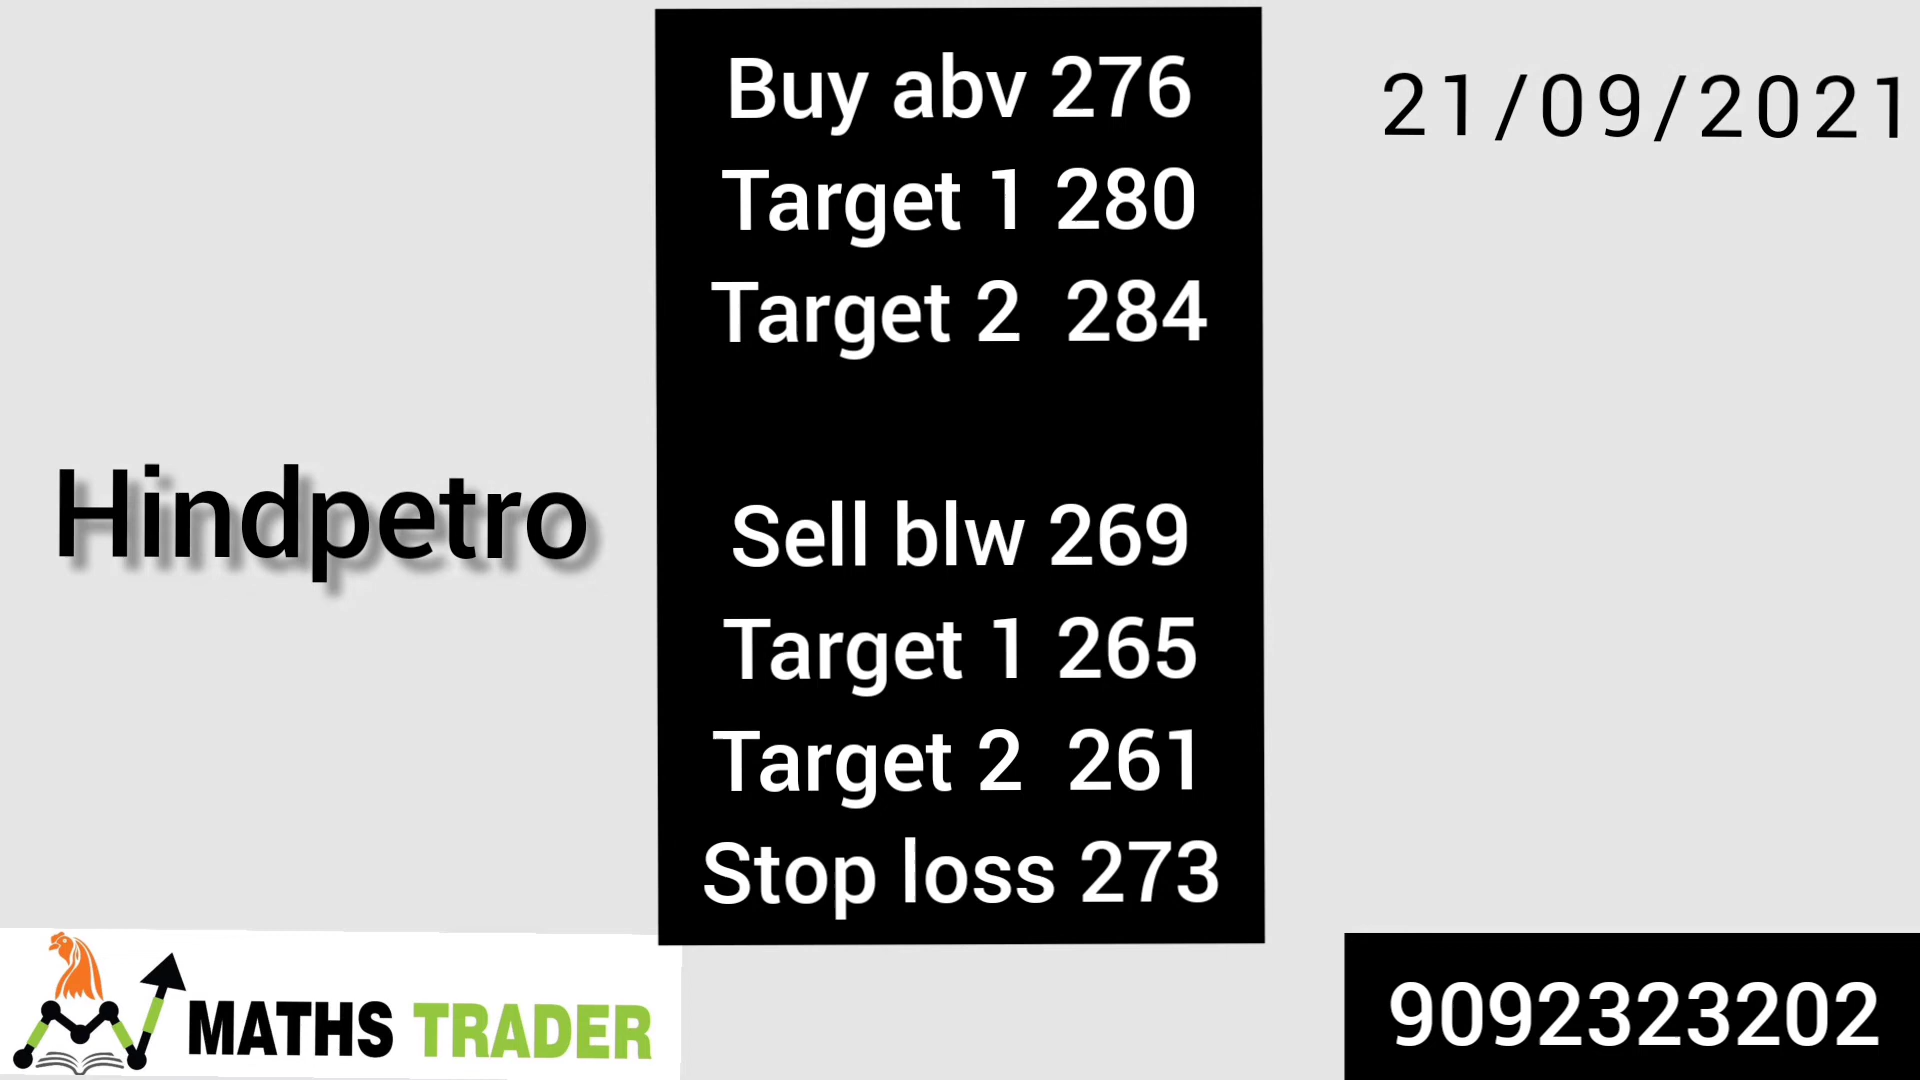 Buy abv 276
Target 1 280
Target 2  284
Sell blw 269
Target 1 265
Target 2  261
Stop loss 273
21/09/2021
Hindpetro
MATHS TRADER
9092323202